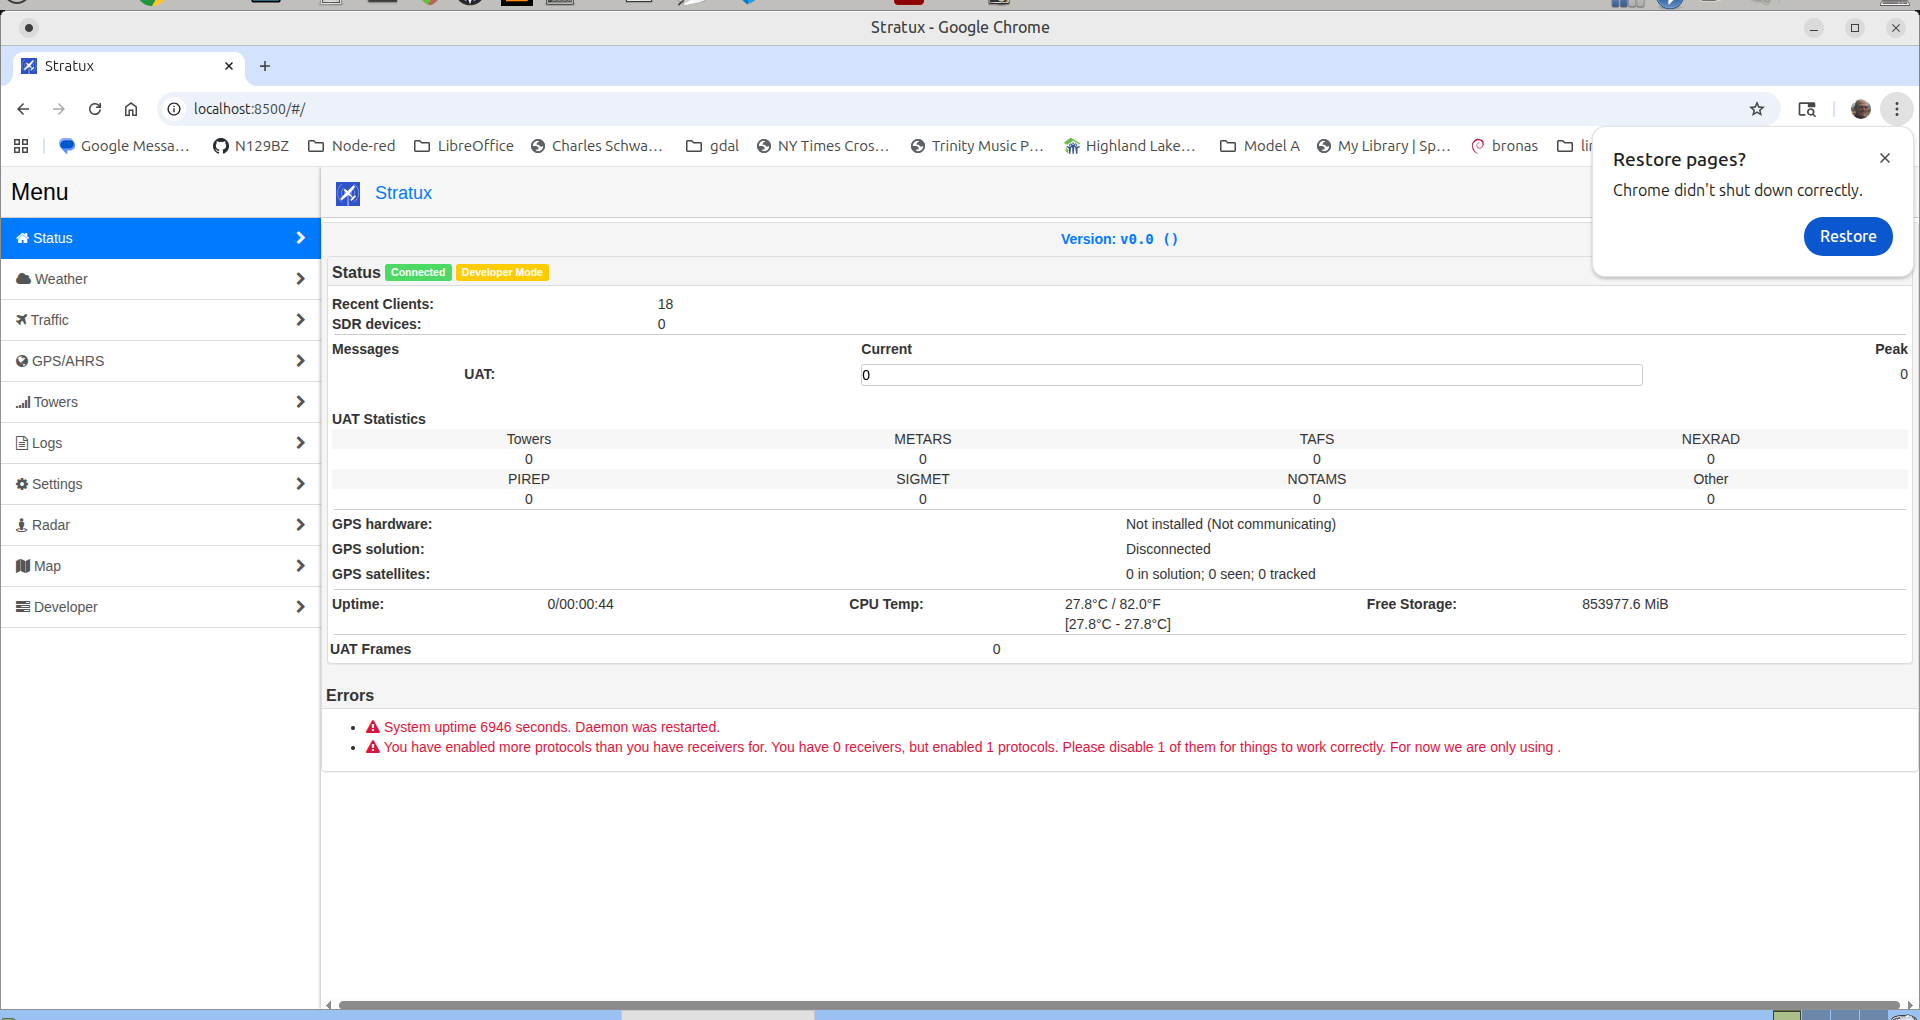 Stratux - Google Chrome
Stratux
localhost:8500/#/
Google Messa... N129BZ Node-red LibreOffice Charles Schwa... gdal NY Times Cros... Trinity Music P... Highland Lake... Model A My Library | Sp... bronas
Restore pages?
Chrome didn't shut down correctly.
Restore
Menu
Status
Weather
Traffic
GPS/AHRS
Towers
Logs
Settings
Radar
Map
Developer
Stratux
Version: v0.0 ()
Status Connected Developer Mode
Recent Clients: 18
SDR devices: 0
Messages Current Peak
UAT: 0 0
UAT Statistics
Towers METARS TAFS NEXRAD
0 0 0 0
PIREP SIGMET NOTAMS Other
0 0 0 0
GPS hardware: Not installed (Not communicating)
GPS solution: Disconnected
GPS satellites: 0 in solution; 0 seen; 0 tracked
Uptime: 0/00:00:44 CPU Temp: 27.8°C / 82.0°F Free Storage: 853977.6 MiB
[27.8°C - 27.8°C]
UAT Frames 0
Errors
System uptime 6946 seconds. Daemon was restarted.
You have enabled more protocols than you have receivers for. You have 0 receivers, but enabled 1 protocols. Please disable 1 of them for things to work correctly. For now we are only using .